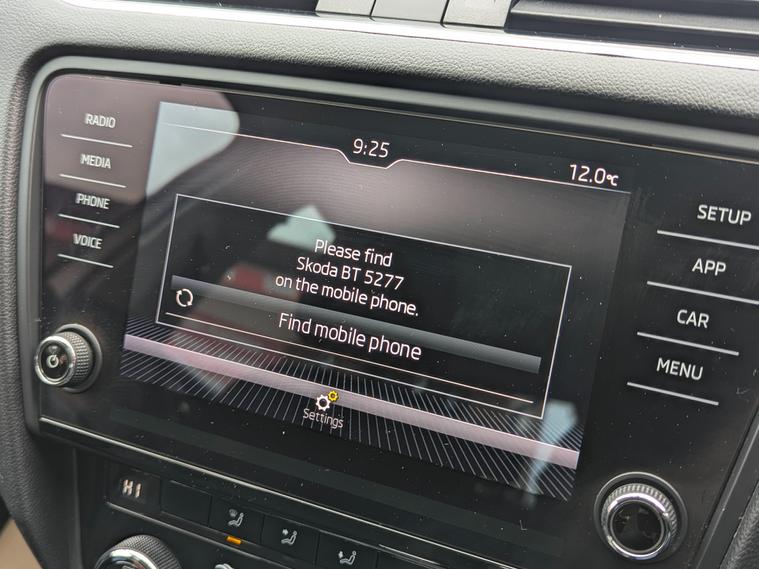 RADIO
MEDIA
PHONE
VOICE
9:25
12.0°C
Please find
Skoda BT 5277
on the mobile phone.
Find mobile phone
Settings
SETUP
APP
CAR
MENU
HI